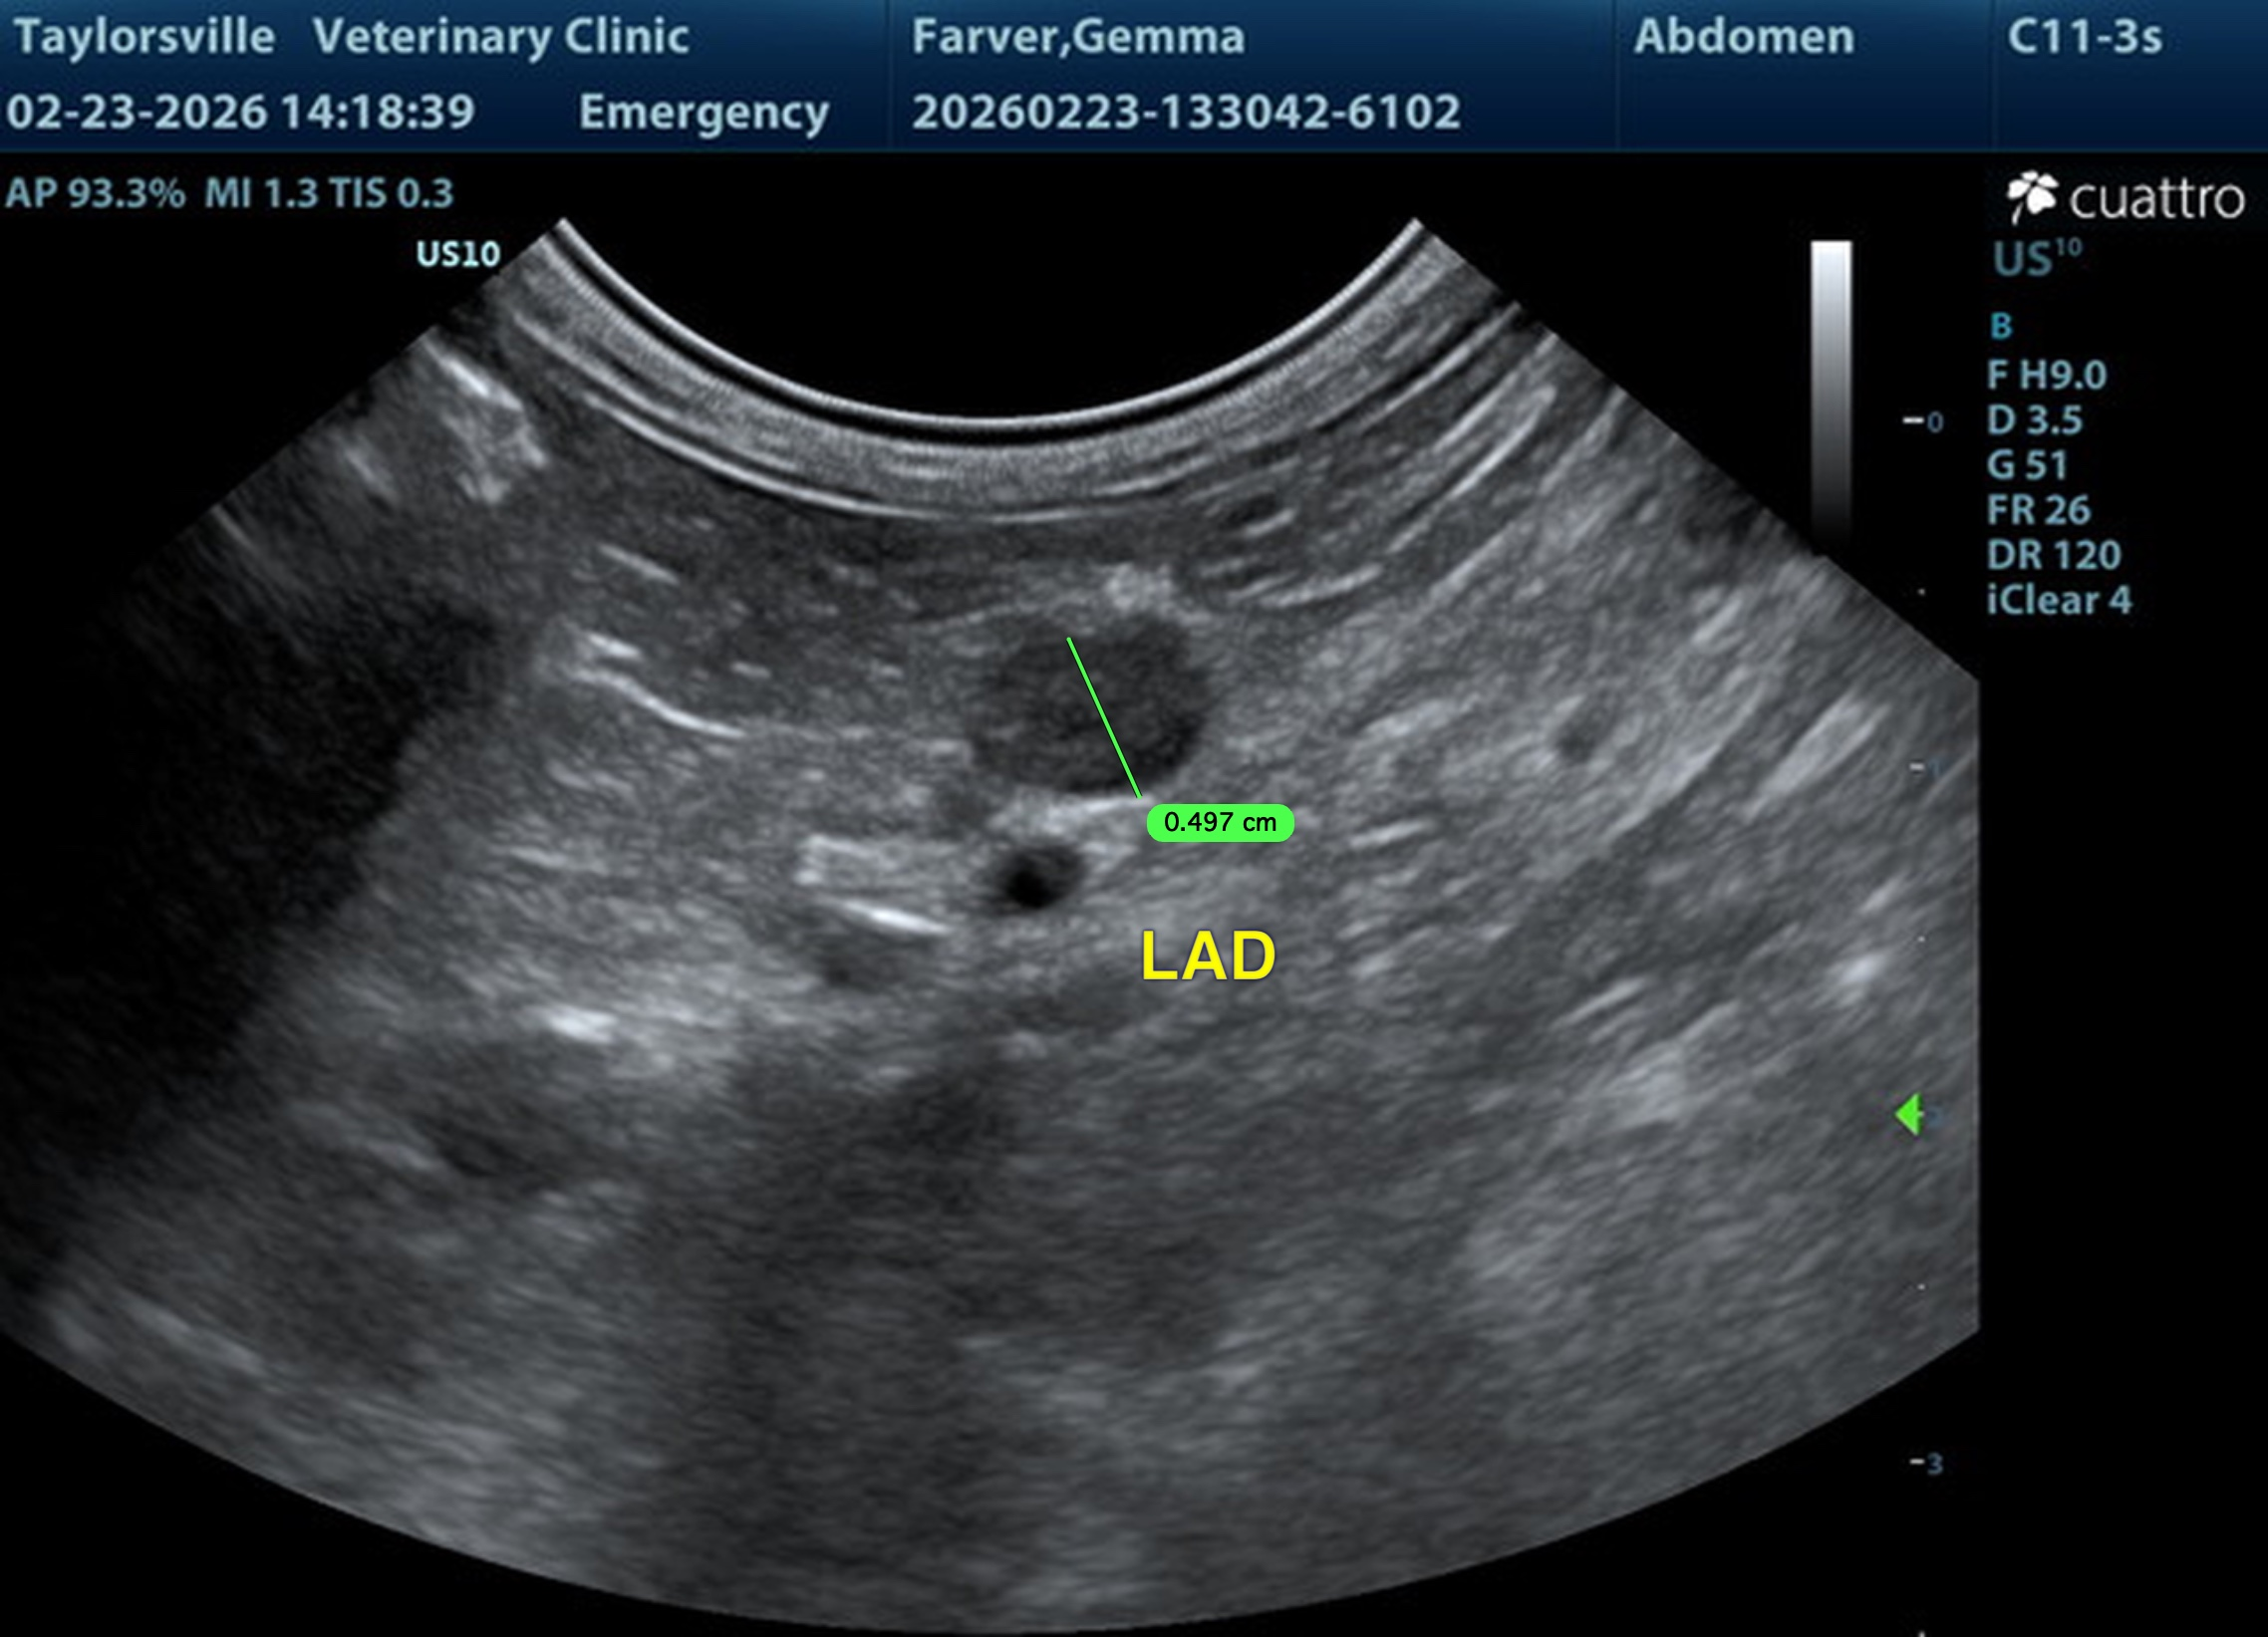 Taylorsville Veterinary Clinic Farver,Gemma Abdomen C11-3s
02-23-2026 14:18:39 Emergency 20260223-133042-6102
AP 93.3% MI 1.3 TIS 0.3
cuattro
US10
US10
B
F H9.0
D 3.5
G 51
FR 26
DR 120
iClear 4
0
1
0.497 cm
LAD
2
3